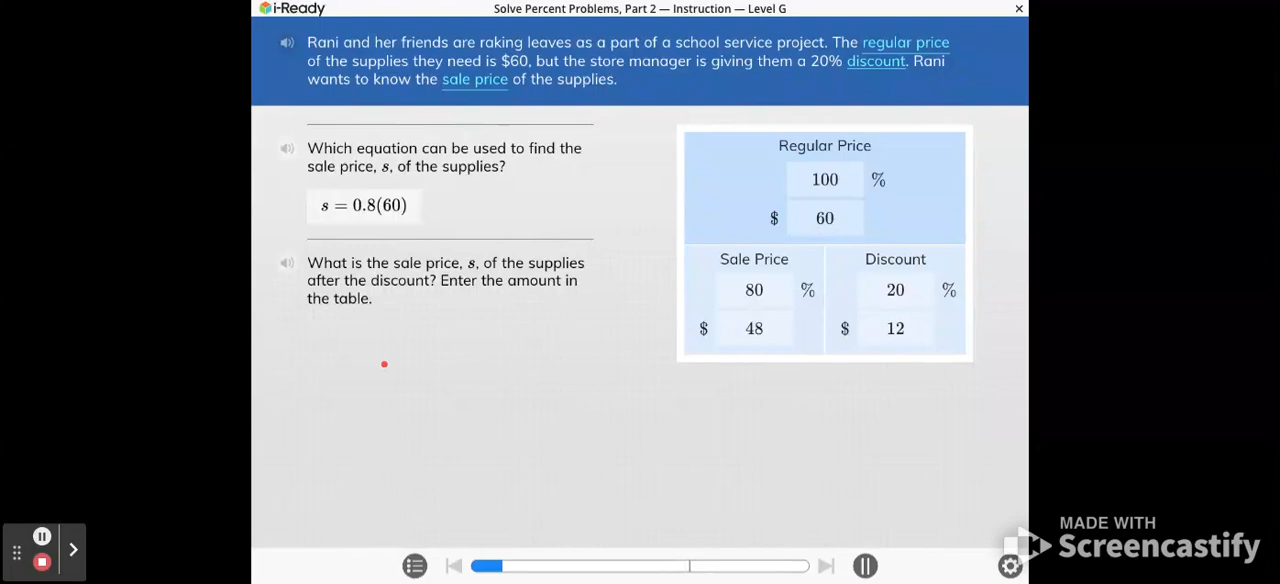 i-Ready
Solve Percent Problems, Part 2 — Instruction — Level G
×
Rani and her friends are raking leaves as a part of a school service project. The regular price
of the supplies they need is $60, but the store manager is giving them a 20% discount. Rani
wants to know the sale price of the supplies.
Which equation can be used to find the
sale price, s, of the supplies?
s = 0.8(60)
What is the sale price, s, of the supplies
after the discount? Enter the amount in
the table.
Regular Price
100 %
$ 60
Sale Price Discount
80 % 20 %
$ 48 $ 12
MADE WITH
Screencastify